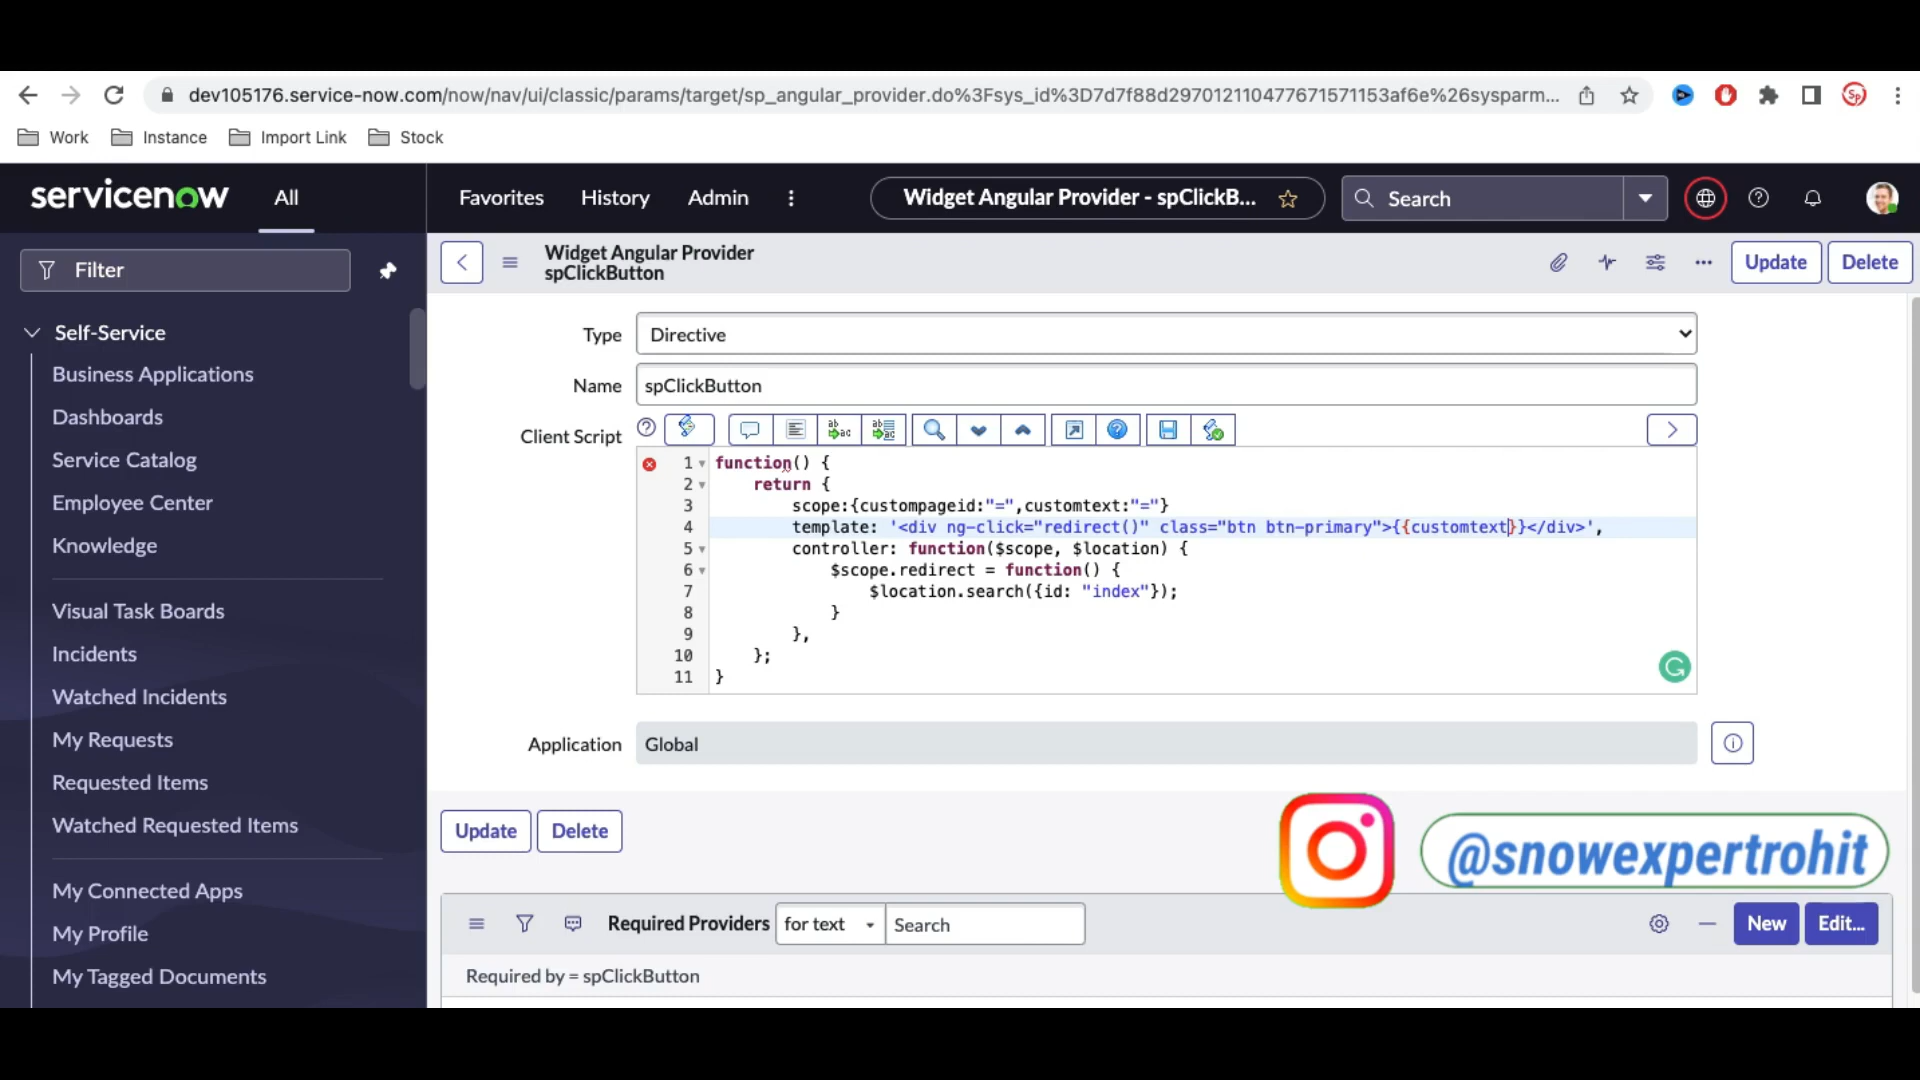 dev105176.service-now.com/now/nav/ui/classic/params/target/sp_angular_provider.do%3Fsys_id%3D7d7f88d297012110477671571153af6e%26sysparm...
Sp
Work Instance Import Link Stock
servicenow All Favorites History Admin Widget Angular Provider - spClickB... Search
Filter
Widget Angular Provider
spClickButton
Update Delete
Self-Service
Business Applications
Dashboards
Service Catalog
Employee Center
Knowledge
Visual Task Boards
Incidents
Watched Incidents
My Requests
Requested Items
Watched Requested Items
My Connected Apps
My Profile
My Tagged Documents
Type Directive
Name spClickButton
Client Script
1 function() {
2 return {
3 scope:{custompageid:"=",customtext:"="}
4 template: '<div ng-click="redirect()" class="btn btn-primary">{{customtext}}</div>',
5 controller: function($scope, $location) {
6 $scope.redirect = function() {
7 $location.search({id: "index"});
8 }
9 },
10 };
11 }
Application Global
Update Delete
@snowexpertrohit
Required Providers for text Search New Edit...
Required by = spClickButton